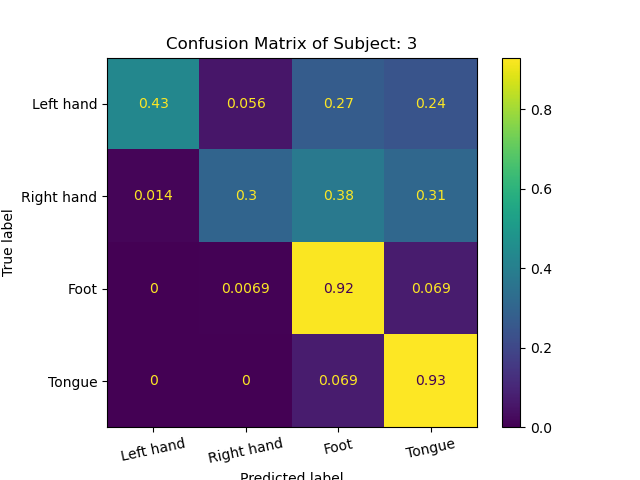 Confusion Matrix of Subject: 3
True label
Left hand 0.43 0.056 0.27 0.24
Right hand 0.014 0.3 0.38 0.31
Foot 0 0.0069 0.92 0.069
Tongue 0 0 0.069 0.93
Left hand Right hand Foot Tongue
Predicted label
0.8
0.6
0.4
0.2
0.0